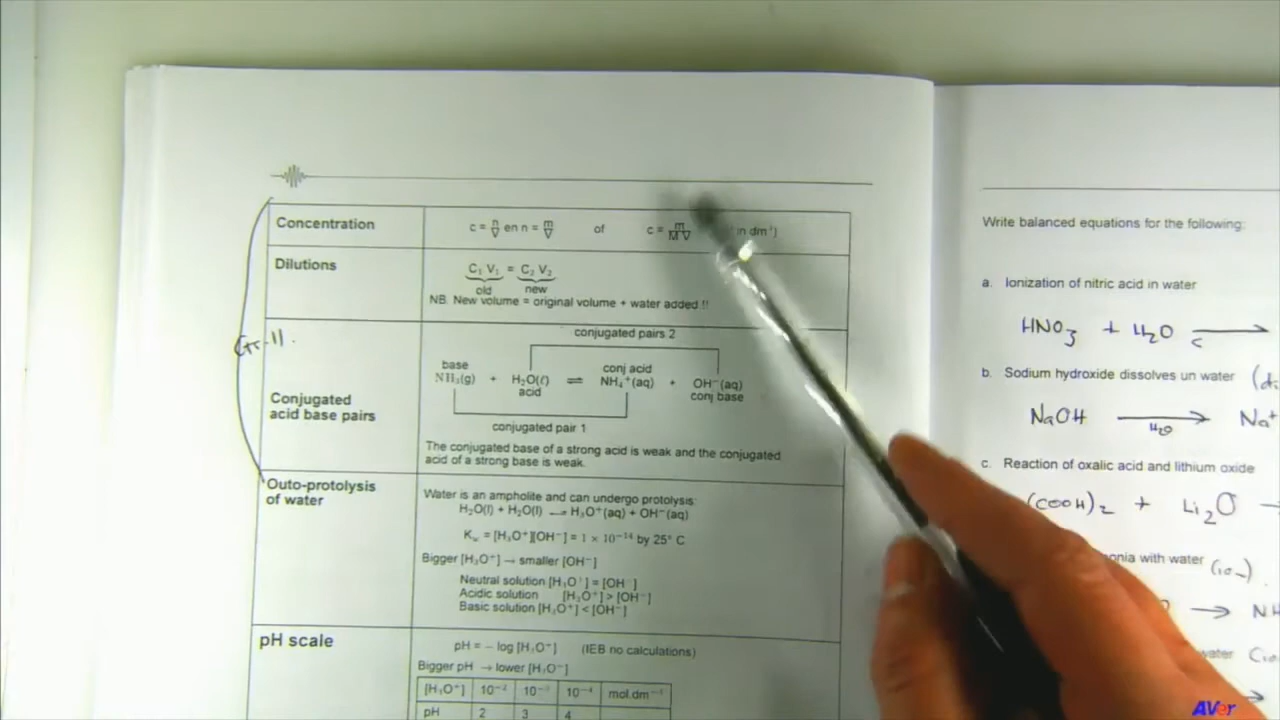 Concentration
c = n/V en n = m/V of c = m/MV in dm³)
Dilutions
C₁ V₁ = C₂ V₂
old new
NB. New volume = original volume + water added !!
Gr. 11.
Conjugated
acid base pairs
conjugated pairs 2
base conj acid
NH₃(g) + H₂O(ℓ) ⇌ NH₄⁺(aq) + OH⁻(aq)
acid conj base
conjugated pair 1
The conjugated base of a strong acid is weak and the conjugated
acid of a strong base is weak.
Outo-protolysis
of water
Water is an ampholite and can undergo protolysis:
H₂O(l) + H₂O(l) ⇌ H₃O⁺(aq) + OH⁻(aq)
Kw = [H₃O⁺][OH⁻] = 1 × 10⁻¹⁴ by 25° C
Bigger [H₃O⁺] → smaller [OH⁻]
Neutral solution [H₃O⁺] = [OH⁻]
Acidic solution [H₃O⁺] > [OH⁻]
Basic solution [H₃O⁺] < [OH⁻]
pH scale
pH = − log [H₃O⁺] (IEB no calculations)
Bigger pH → lower [H₃O⁺]
[H₃O⁺] 10⁻² 10⁻³ 10⁻⁴ mol.dm⁻³
pH 2 3 4
Write balanced equations for the following:
a. Ionization of nitric acid in water
HNO₃ + H₂O →
b. Sodium hydroxide dissolves un water
NaOH → Na⁺
H₂O
c. Reaction of oxalic acid and lithium oxide
(COOH)₂ + Li₂O
onia with water
→ NH
water
AVer